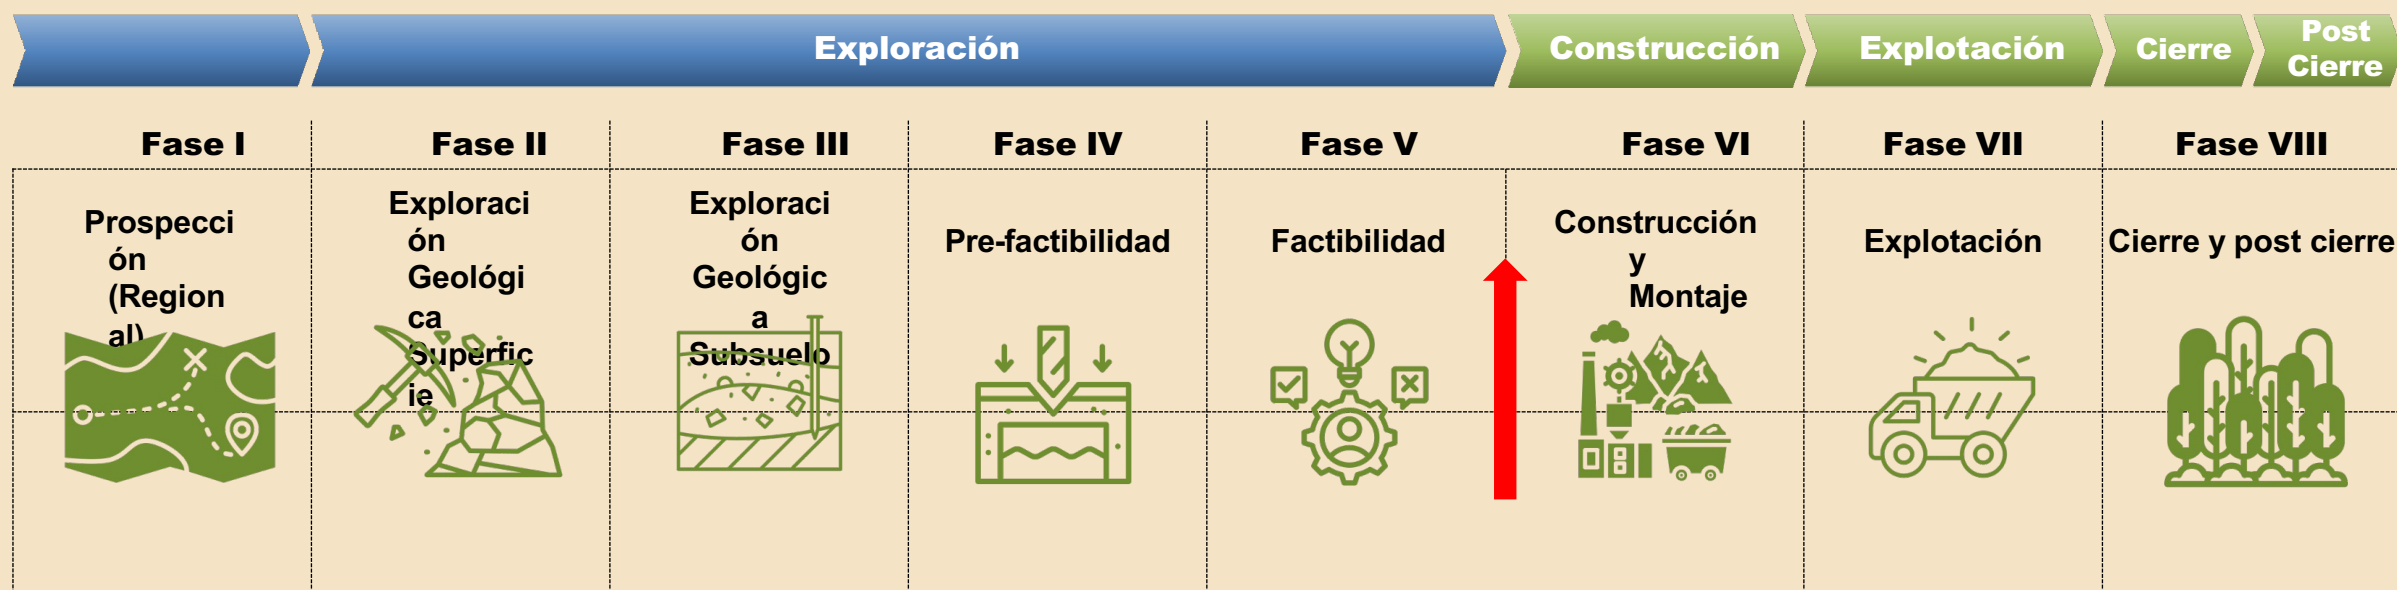 Exploración
Construcción
Explotación
Cierre
Post
Cierre
Fase I
Fase II
Fase III
Fase IV
Fase V
Fase VI
Fase VII
Fase VIII
Prospecci
ón
(Region
al)
Exploraci
ón
Geológi
ca
Superfic
ie
Exploraci
ón
Geológic
a
Subsuelo
Pre-factibilidad
Factibilidad
Construcción
y
Montaje
Explotación
Cierre y post cierre